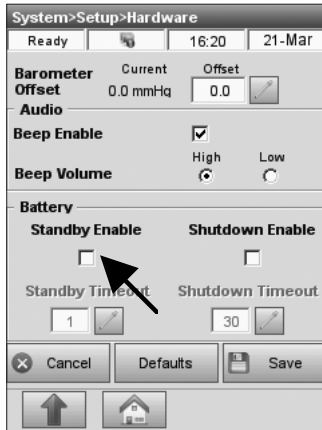 System>Setup>Hardware
Ready 16:20 21-Mar
Current Offset
Barometer Offset 0.0 mmHg 0.0
Audio
Beep Enable
High Low
Beep Volume
Battery
Standby Enable Shutdown Enable
Standby Timeout Shutdown Timeout
1 30
Cancel Defaults Save